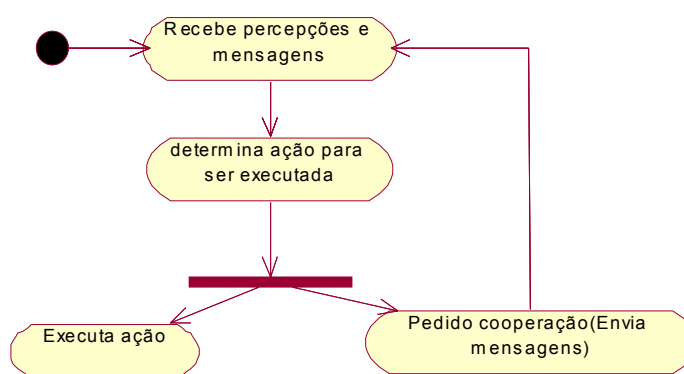 Recebe percepções e
mensagens
determina ação para
ser executada
Executa ação
Pedido cooperação(Envia
mensagens)